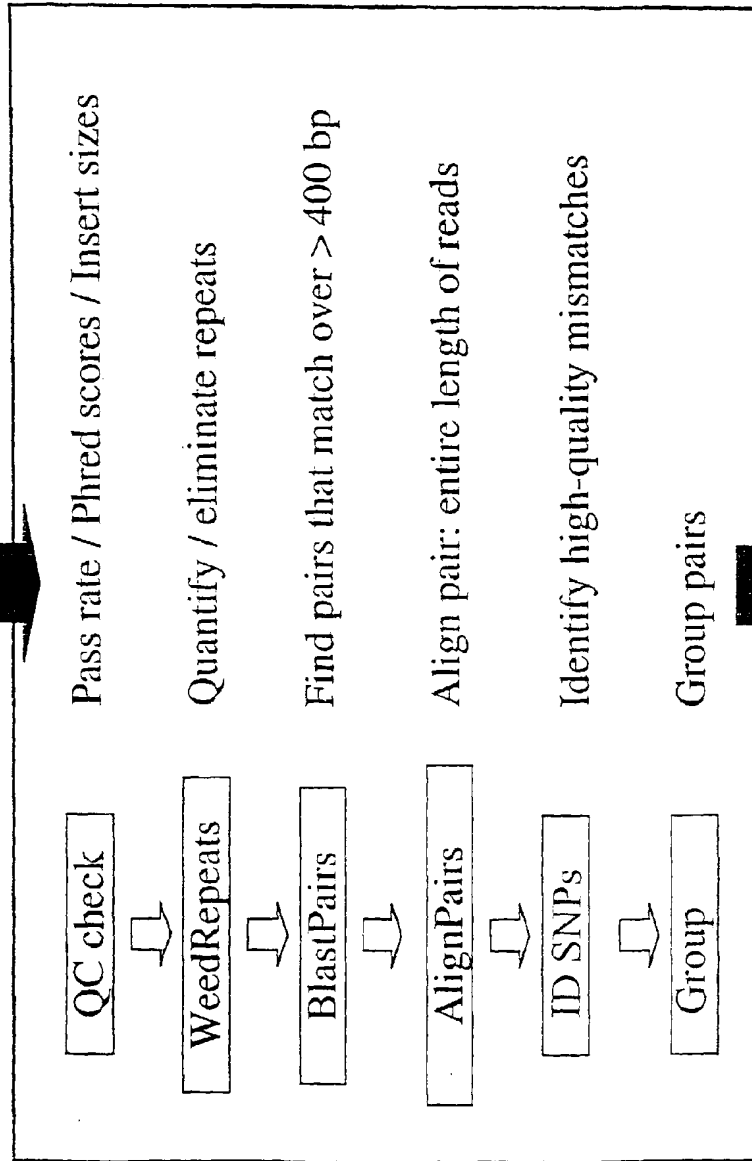 QC check Pass rate / Phred scores / Insert sizes
WeedRepeats Quantify / eliminate repeats
BlastPairs Find pairs that match over > 400 bp
AlignPairs Align pair: entire length of reads
ID SNPs Identify high-quality mismatches
Group Group pairs